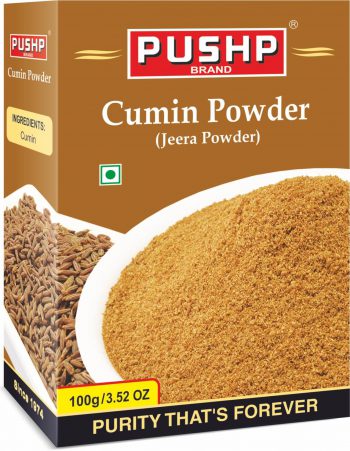 PUSHP
BRAND
®
Cumin Powder
(Jeera Powder)
100g/3.52 OZ
PURITY THAT'S FOREVER
PUSHP
BRAND
Cumin Powder
INGREDIENTS:
Cumin
Since 1974